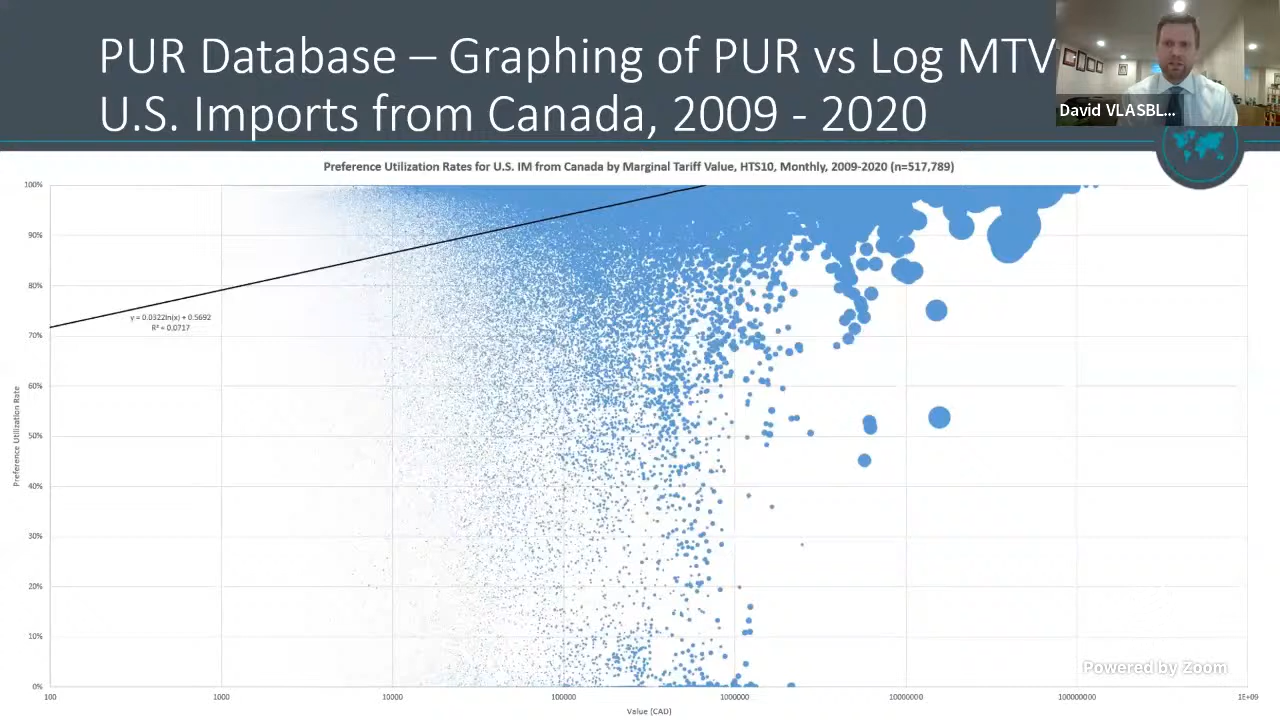 PUR Database – Graphing of PUR vs Log MTV
U.S. Imports from Canada, 2009 - 2020
David VLASBL...
Preference Utilization Rates for U.S. IM from Canada by Marginal Tariff Value, HTS10, Monthly, 2009-2020 (n=517,789)
100%
90%
80%
y = 0.0322ln(x) + 0.5692
R² = 0.0717
70%
60%
Preference Utilization Rate
50%
40%
30%
20%
10%
Powered by Zoom
0%
100 1000 10000 100000 1000000 10000000 100000000 1E+09
Value (CAD)